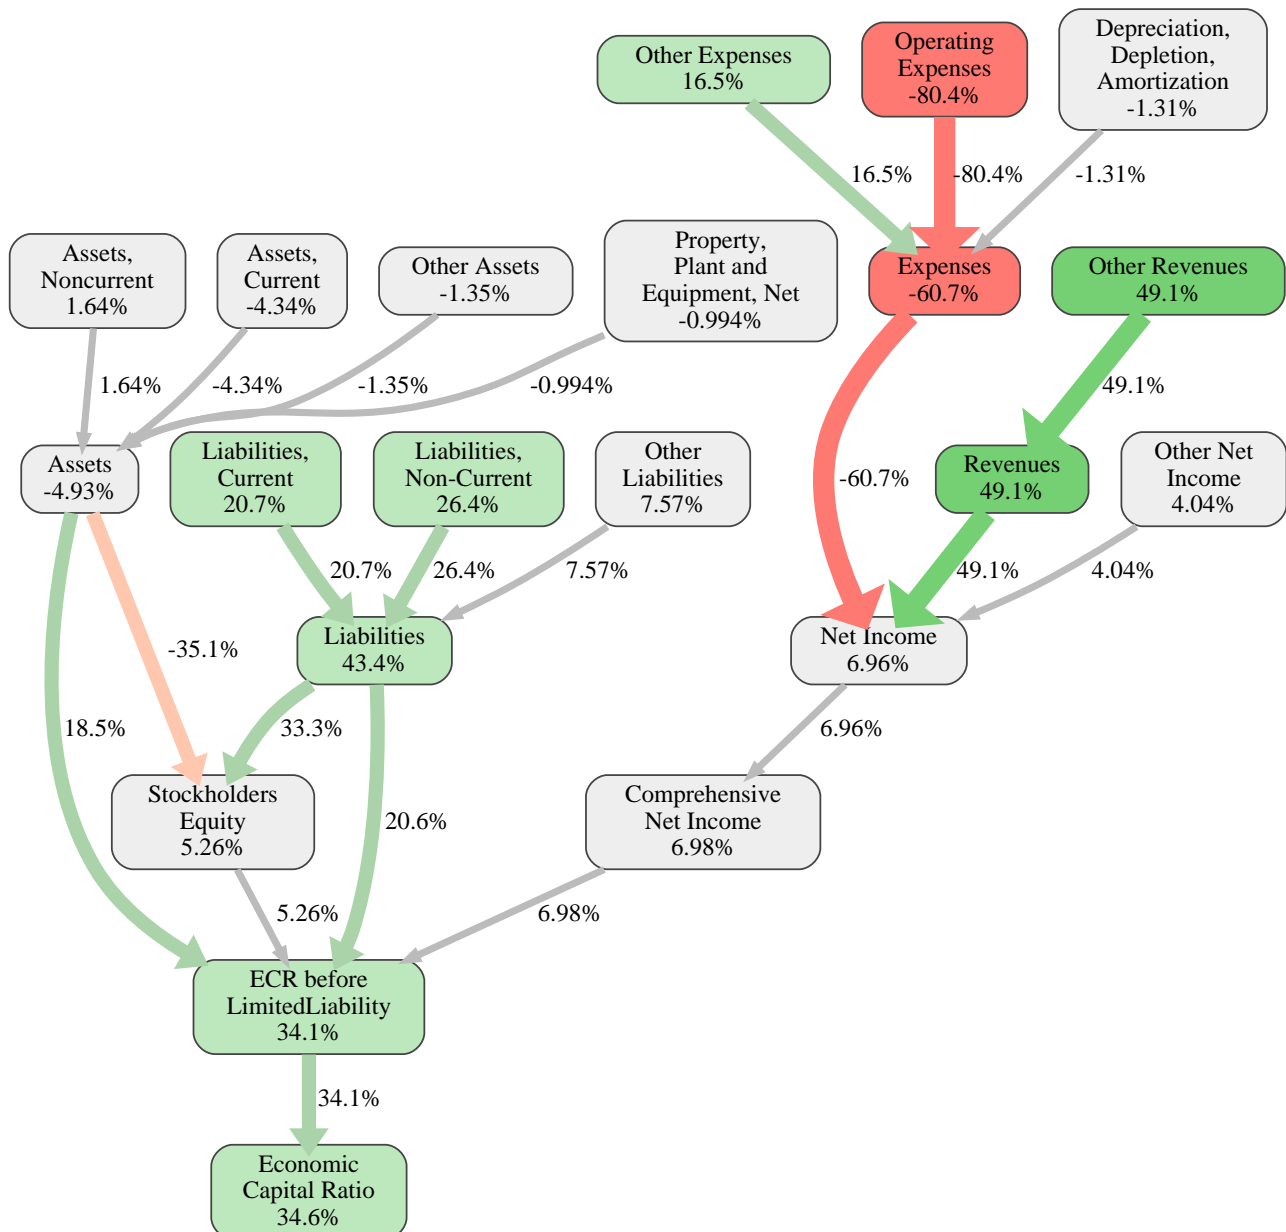 Other Expenses
16.5%
Operating
Expenses
-80.4%
Depreciation,
Depletion,
Amortization
-1.31%
16.5%
-80.4%
-1.31%
Assets,
Noncurrent
1.64%
Assets,
Current
-4.34%
Other Assets
-1.35%
Property,
Plant and
Equipment, Net
-0.994%
Expenses
-60.7%
Other Revenues
49.1%
1.64%
-4.34%
-1.35%
-0.994%
49.1%
Assets
-4.93%
Liabilities,
Current
20.7%
Liabilities,
Non-Current
26.4%
Other
Liabilities
7.57%
-60.7%
Revenues
49.1%
Other Net
Income
4.04%
20.7%
26.4%
7.57%
49.1%
4.04%
-35.1%
Liabilities
43.4%
Net Income
6.96%
18.5%
33.3%
6.96%
Stockholders
Equity
5.26%
20.6%
Comprehensive
Net Income
6.98%
5.26%
6.98%
ECR before
LimitedLiability
34.1%
34.1%
Economic
Capital Ratio
34.6%